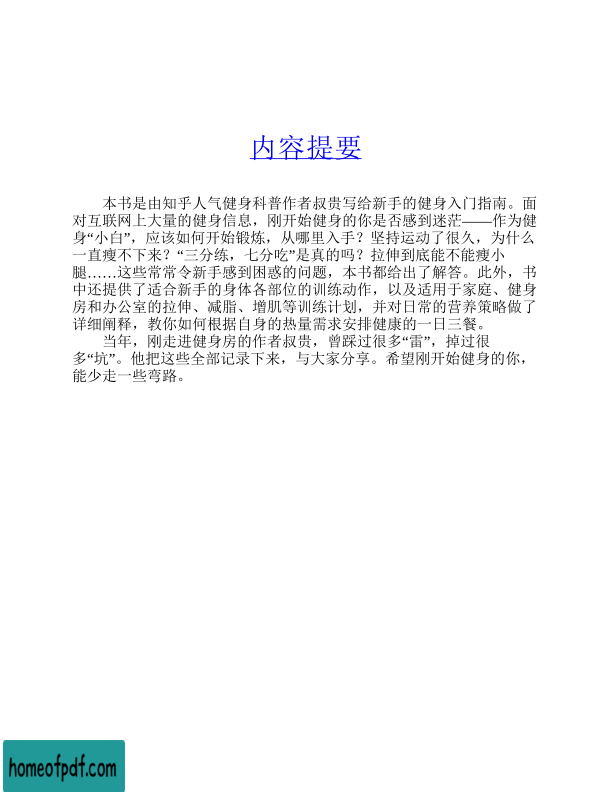 内容提要
本书是由知乎人气健身科普作者叔贵写给新手的健身入门指南。面
对互联网上大量的健身信息，刚开始健身的你是否感到迷茫——作为健
身“小白”，应该如何开始锻炼，从哪里入手？坚持运动了很久，为什么
一直瘦不下来？“三分练，七分吃”是真的吗？拉伸到底能不能瘦小
腿……这些常常令新手感到困惑的问题，本书都给出了解答。此外，书
中还提供了适合新手的身体各部位的训练动作，以及适用于家庭、健身
房和办公室的拉伸、减脂、增肌等训练计划，并对日常的营养策略做了
详细阐释，教你如何根据自身的热量需求安排健康的一日三餐。
当年，刚走进健身房的作者叔贵，曾踩过很多“雷”，掉过很
多“坑”。他把这些全部记录下来，与大家分享。希望刚开始健身的你，
能少走一些弯路。
homeofpdf.com